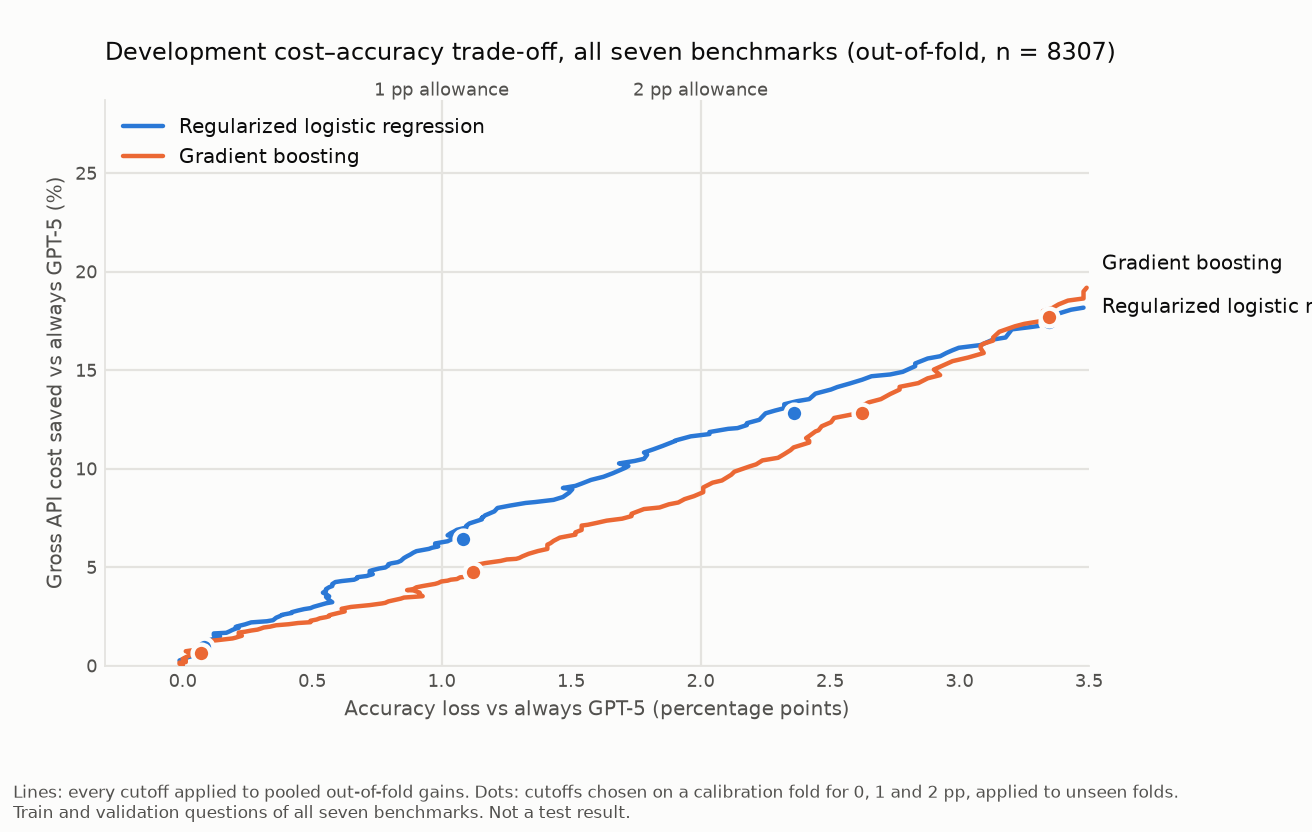 Development cost–accuracy trade-off, all seven benchmarks (out-of-fold, n = 8307)
1 pp allowance
2 pp allowance
Regularized logistic regression
Gradient boosting
25
20
15
10
5
0
Gross API cost saved vs always GPT-5 (%)
Gradient boosting
Regularized logistic r
0.0 0.5 1.0 1.5 2.0 2.5 3.0 3.5
Accuracy loss vs always GPT-5 (percentage points)
Lines: every cutoff applied to pooled out-of-fold gains. Dots: cutoffs chosen on a calibration fold for 0, 1 and 2 pp, applied to unseen folds.
Train and validation questions of all seven benchmarks. Not a test result.